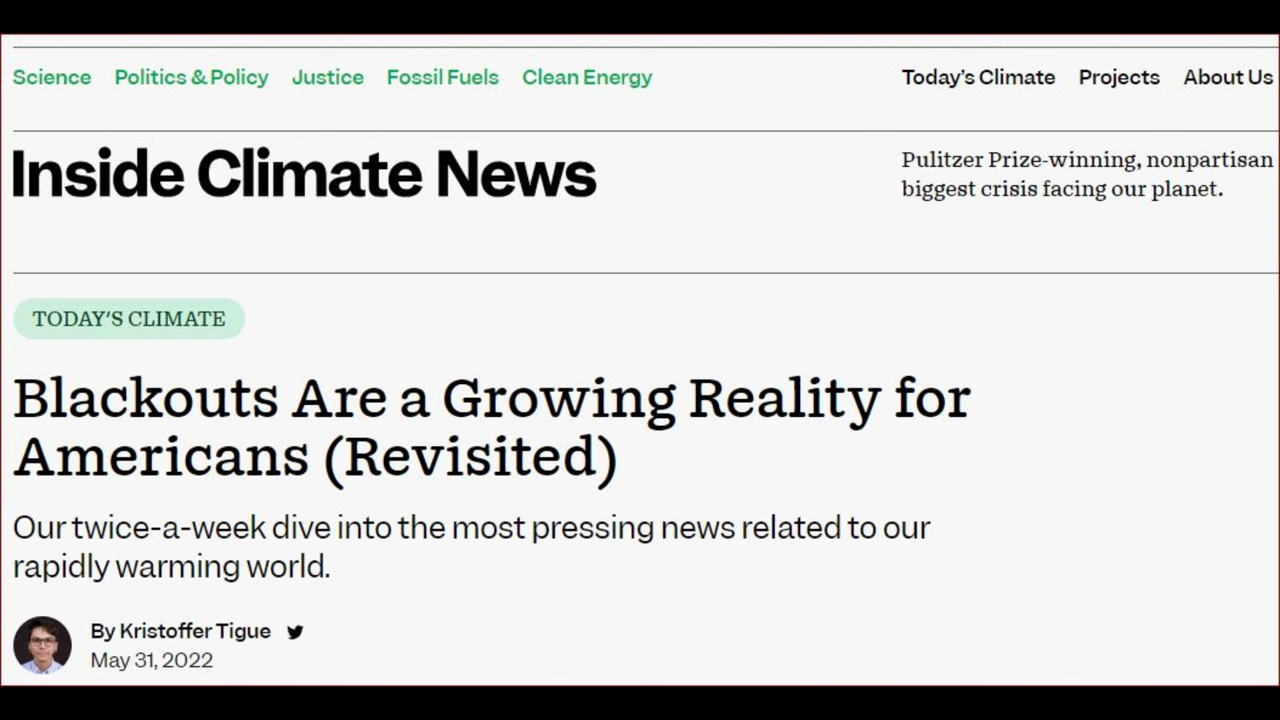 Science Politics & Policy Justice Fossil Fuels Clean Energy Today's Climate Projects About Us
Inside Climate News
Pulitzer Prize-winning, nonpartisan
biggest crisis facing our planet.
TODAY'S CLIMATE
Blackouts Are a Growing Reality for
Americans (Revisited)
Our twice-a-week dive into the most pressing news related to our
rapidly warming world.
By Kristoffer Tigue
May 31, 2022